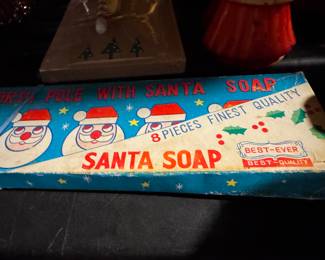 POLE WITH SANTA SOAP
8 PIECES FINEST QUALITY
SANTA SOAP
BEST-EVER
BEST-QUALITY